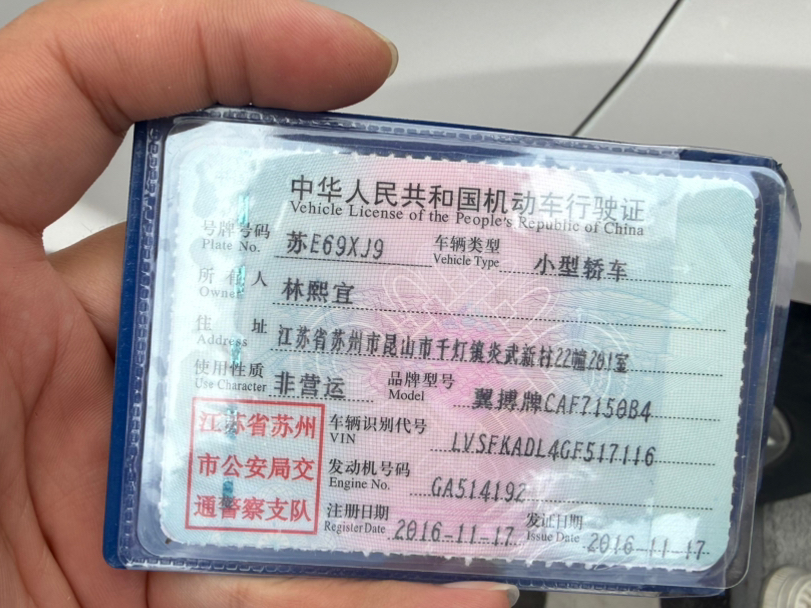 中华人民共和国机动车行驶证
Vehicle License of the People's Republic of China
号牌号码 苏E69XJ9 车辆类型 小型轿车
Plate No. Vehicle Type
所有人 林熙宜
Owner
住址 江苏省苏州市昆山市千灯镇炎武新村22幢201室
Address
使用性质 非营运 品牌型号 翼搏牌CAF7150B4
Use Character Model
江苏省苏州
市公安局交
通警察支队
车辆识别代号 LVSFKADL4GF517116
VIN
发动机号码 GA514192
Engine No.
注册日期 2016-11-17 发证日期 2016-11-17
Register Date Issue Date